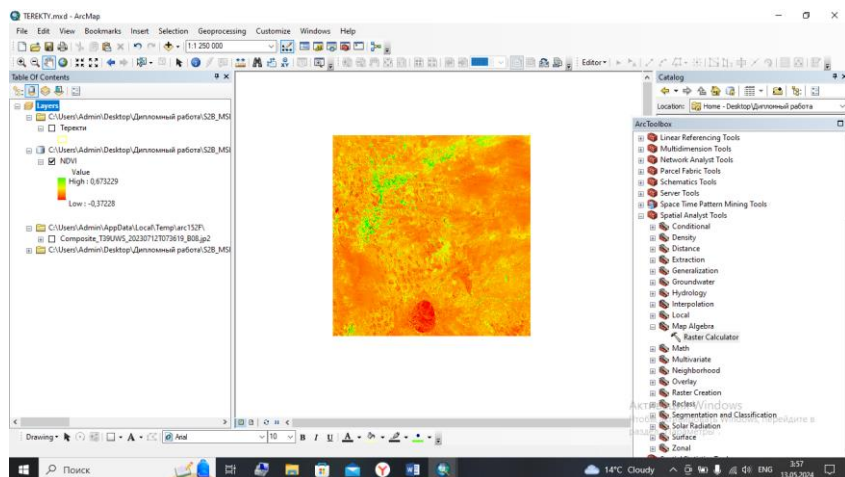 TEREKTY.mxd - ArcMap
File Edit View Bookmarks Insert Selection Geoprocessing Customize Windows Help
1:1 250 000
Editor
Table Of Contents
Layers
C:\Users\Admin\Desktop\Дипломный работа\S2B_MSI
Теректи
C:\Users\Admin\Desktop\Дипломный работа\S2B_MSI
NDVI
Value
High : 0,673229
Low : -0,37228
C:\Users\Admin\AppData\Local\Temp\arc152F\
Composite_T39UWS_20230712T073619_B08.jp2
C:\Users\Admin\Desktop\Дипломный работа\S2B_MSI
Catalog
Location: Home - Desktop\Дипломный работа
ArcToolbox
Linear Referencing Tools
Multidimension Tools
Network Analyst Tools
Parcel Fabric Tools
Schematics Tools
Server Tools
Space Time Pattern Mining Tools
Spatial Analyst Tools
Conditional
Density
Distance
Extraction
Generalization
Groundwater
Hydrology
Interpolation
Local
Map Algebra
Raster Calculator
Math
Multivariate
Neighborhood
Overlay
Raster Creation
Reclass
Segmentation and Classification
Solar Radiation
Surface
Zonal
Drawing
Arial
10
B I U A
Поиск
14°C Cloudy
ENG
3:57
13.05.2024